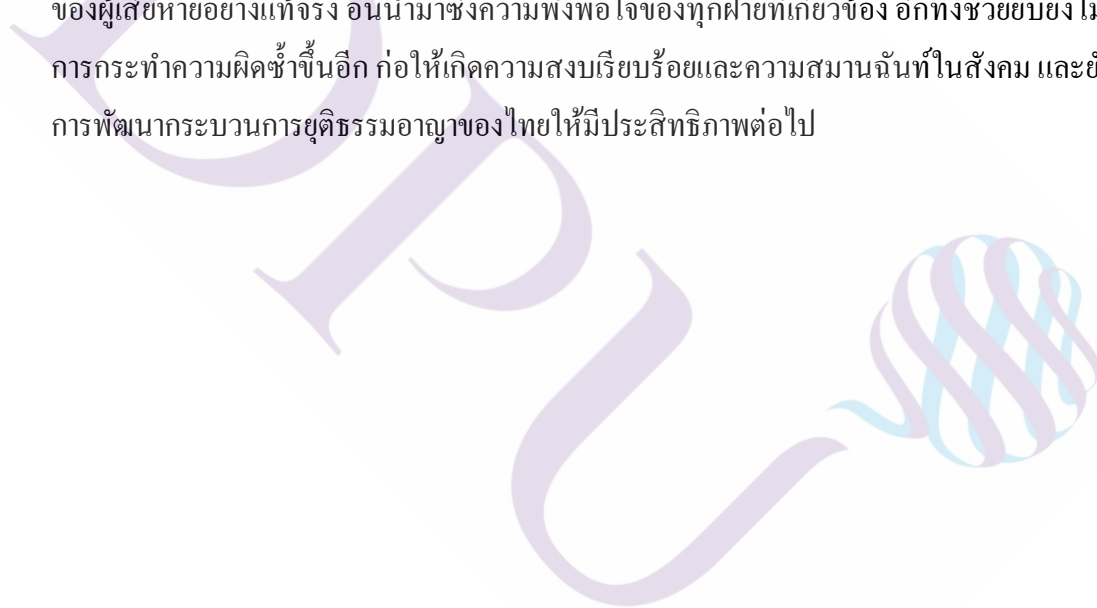 ของผู้เสียหายอย่างแท้จริง อันนำมาซึ่งความพึงพอใจของทุกฝ่ายที่เกี่ยวข้อง อีกทั้งช่วยยับยั้ง
การกระทำความผิดซ้ำขึ้นอีก ก่อให้เกิดความสงบเรียบร้อยและความสมานฉันท์ในสังคม และ
การพัฒนากระบวนการยุติธรรมอาญาของไทยให้มีประสิทธิภาพต่อไป
DPU